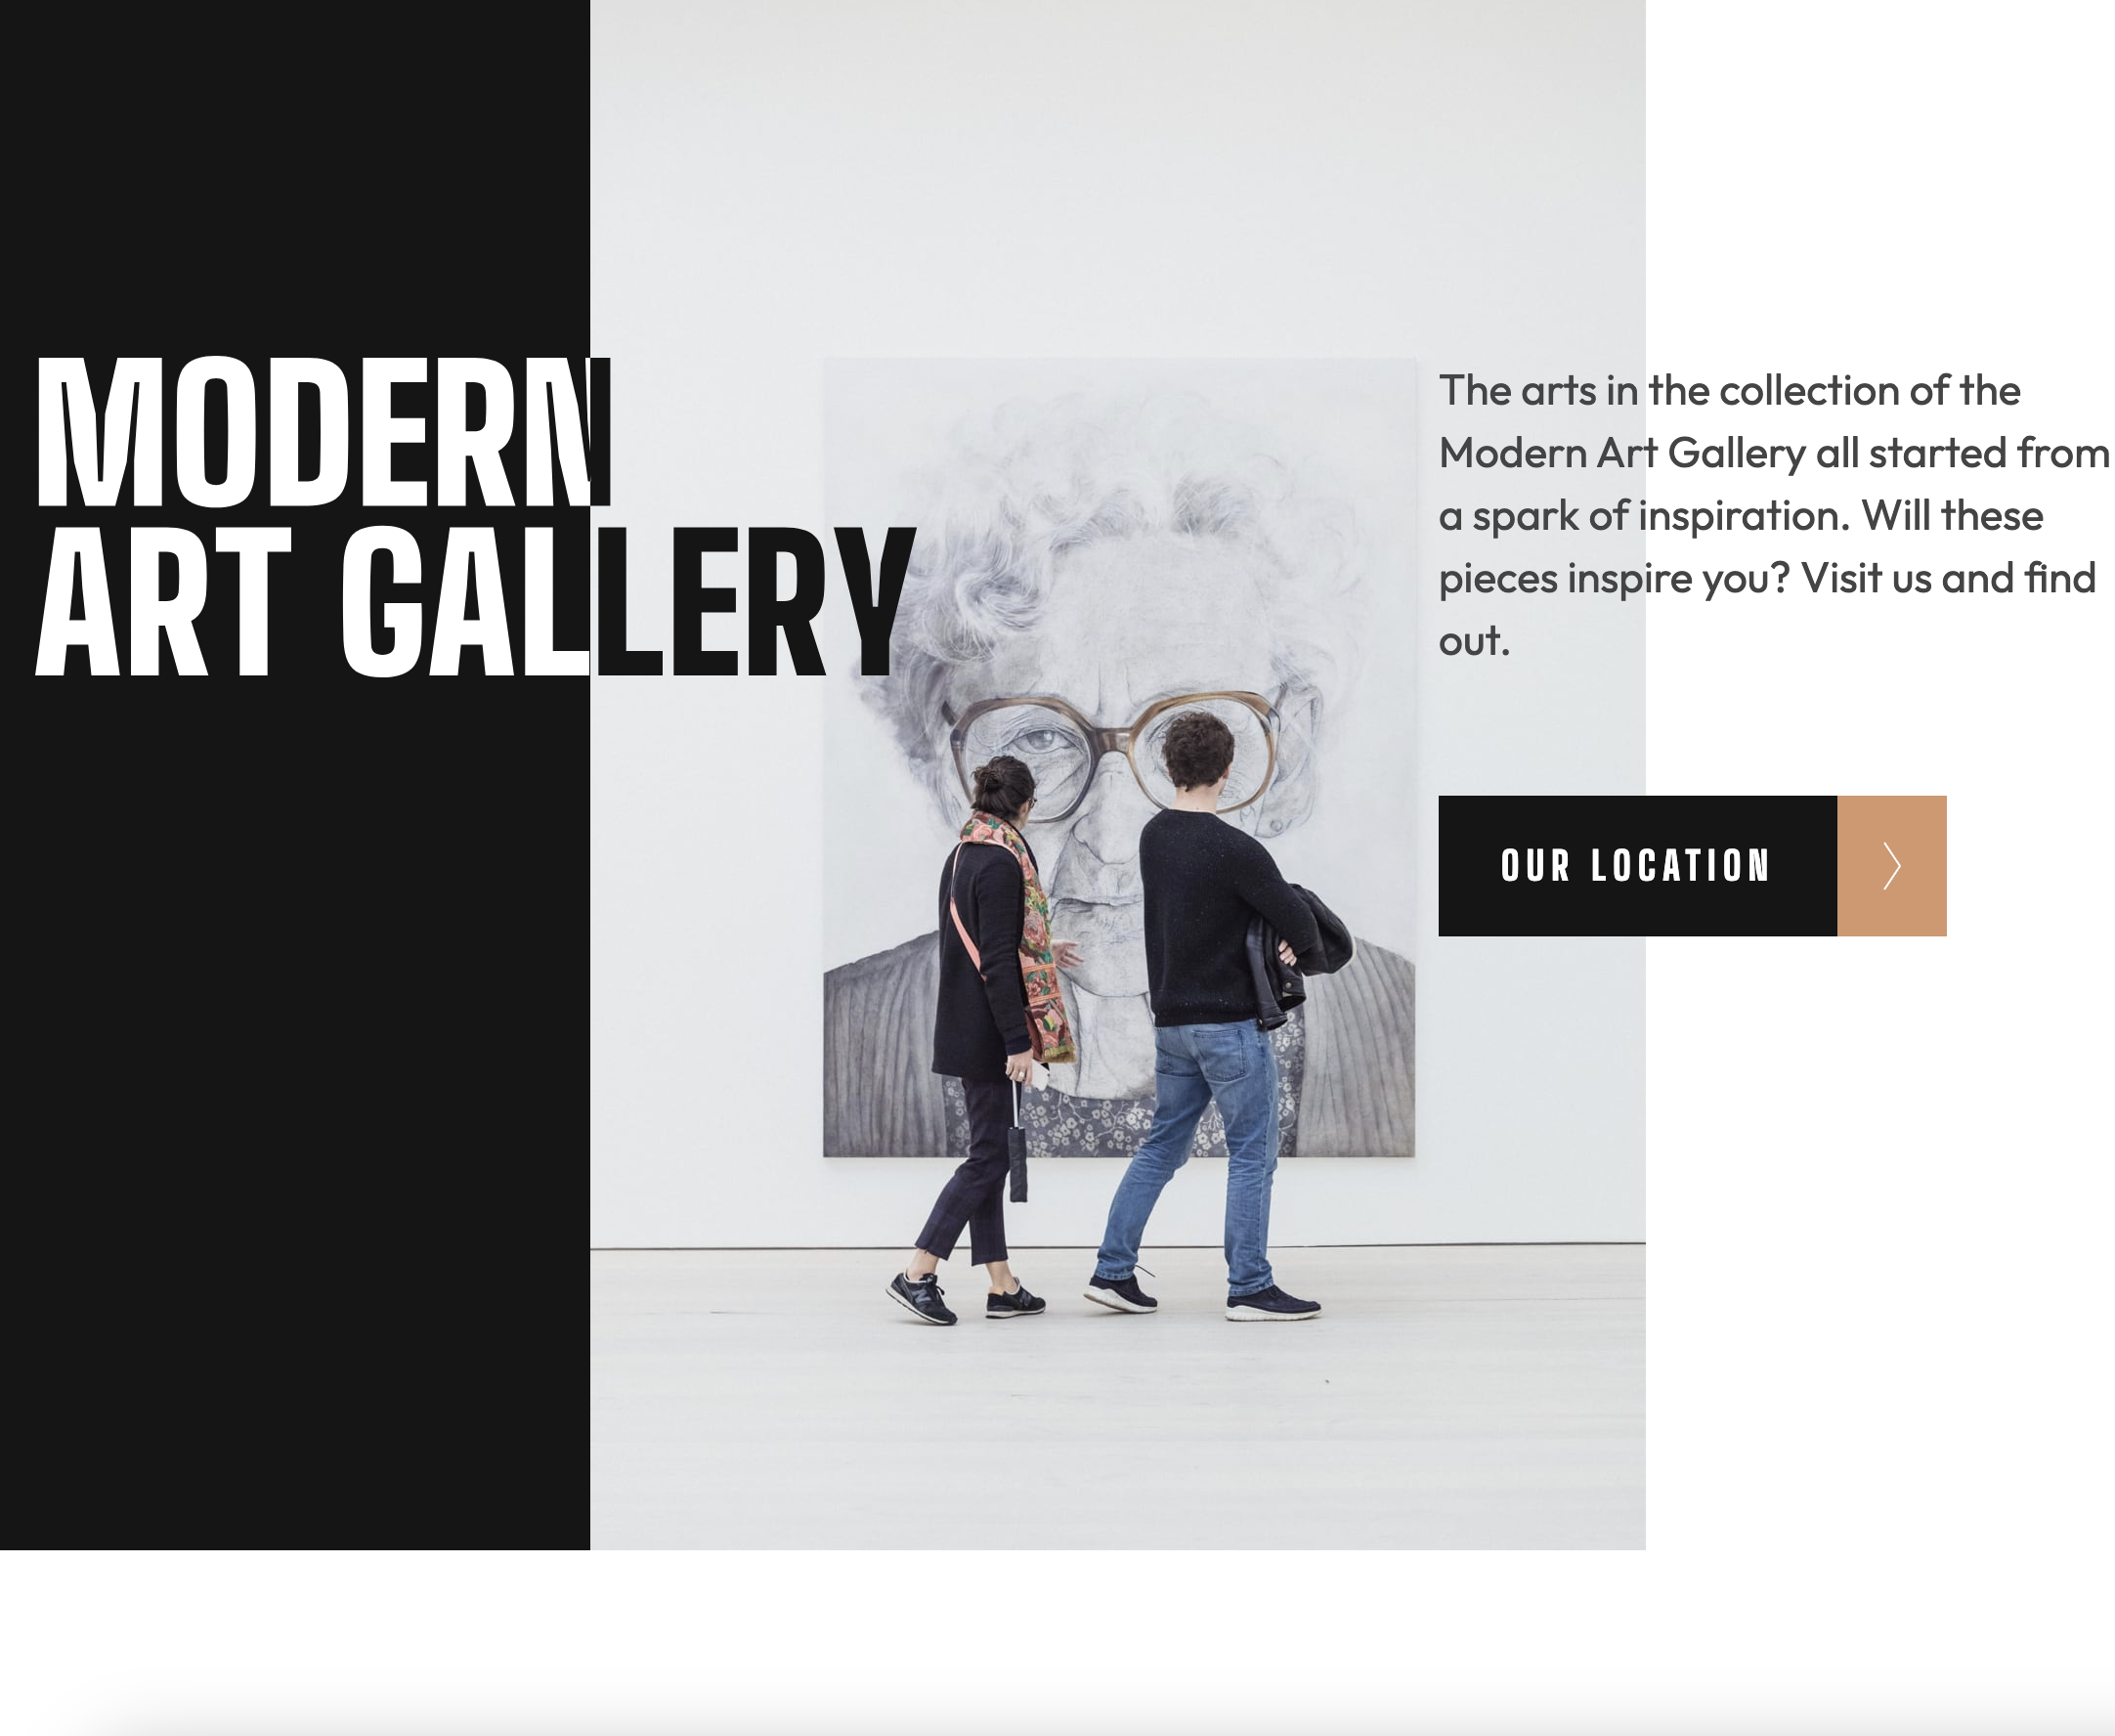 MODERN
ART GALLERY
The arts in the collection of the
Modern Art Gallery all started from
a spark of inspiration. Will these
pieces inspire you? Visit us and find
out.
OUR LOCATION